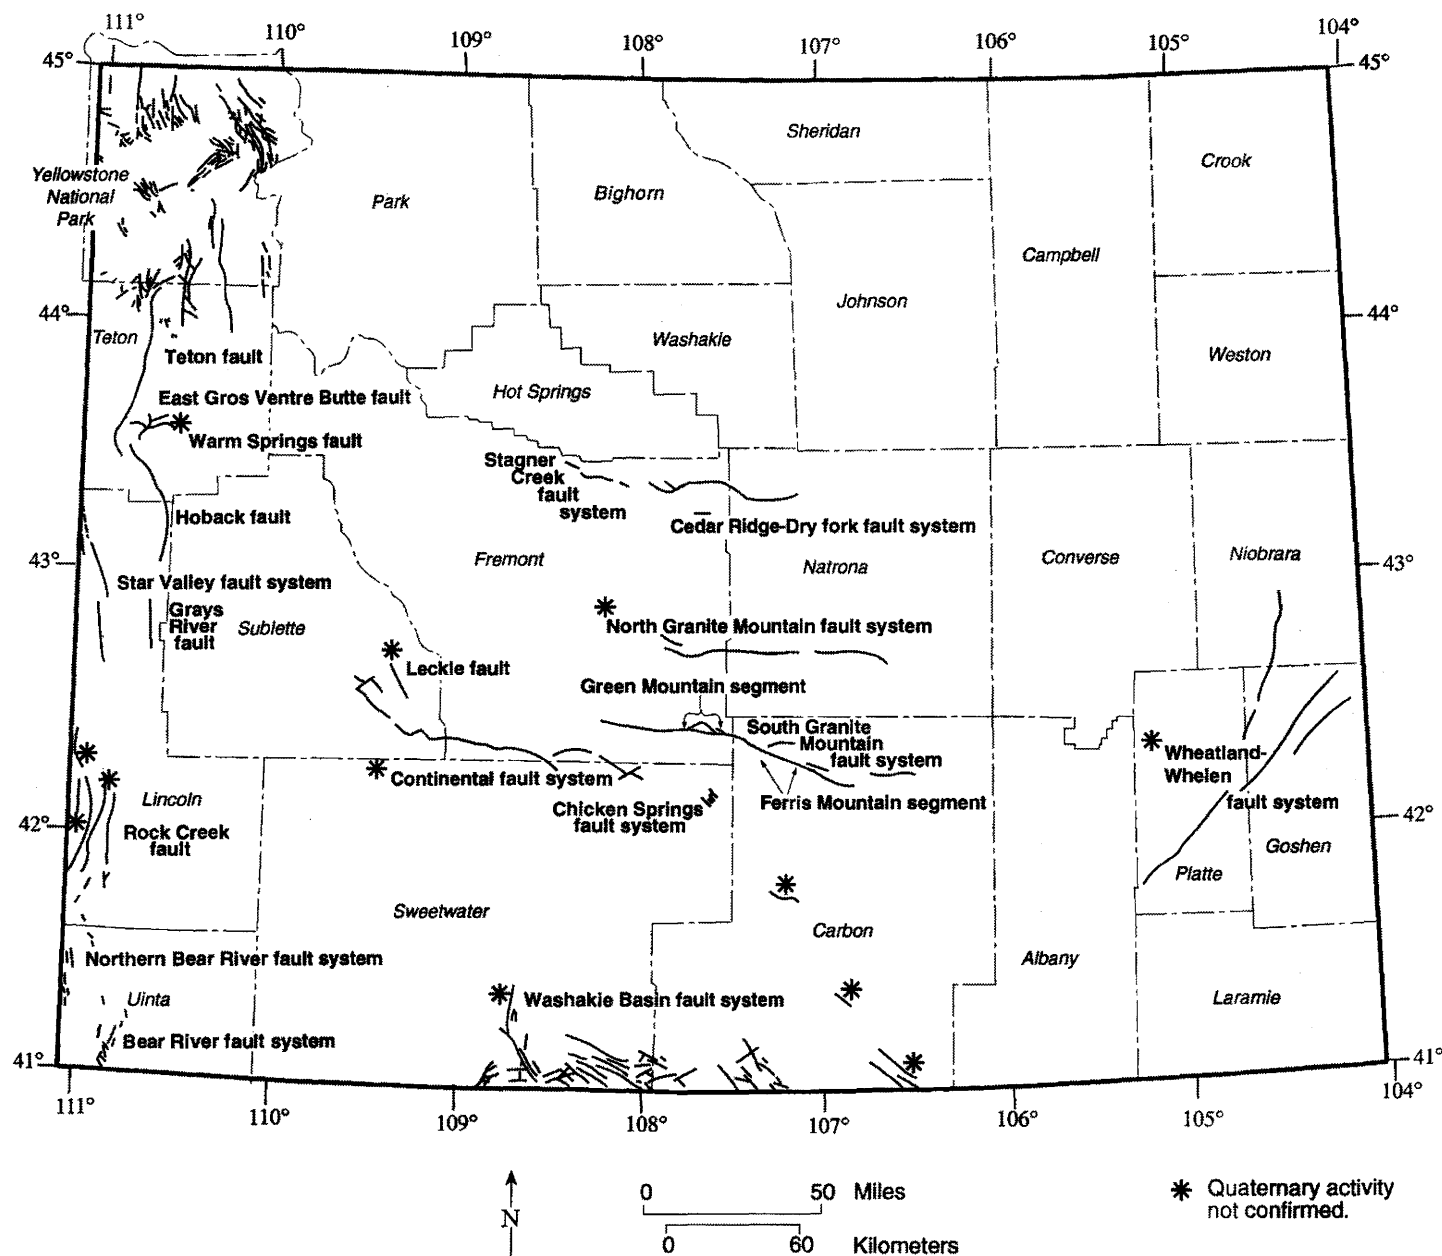 111°
110°
109°
108°
107°
106°
105°
104°
45°
45°
Sheridan
Crook
Yellowstone
National
Park
Park
Bighorn
Campbell
Johnson
44°
44°
Teton
Washakie
Weston
Teton fault
Hot Springs
East Gros Ventre Butte fault
Warm Springs fault
Stagner
Creek
fault
system
Hoback fault
Cedar Ridge-Dry fork fault system
43°
43°
Fremont
Natrona
Converse
Niobrara
Star Valley fault system
Grays
River
fault
Sublette
North Granite Mountain fault system
Leckie fault
Green Mountain segment
South Granite
Mountain
fault system
Wheatland-
Whelen
fault system
Continental fault system
Ferris Mountain segment
Chicken Springs
fault system
Lincoln
42°
42°
Rock Creek
fault
Goshen
Platte
Sweetwater
Carbon
Albany
Northern Bear River fault system
Uinta
Washakie Basin fault system
Laramie
Bear River fault system
41°
41°
111°
110°
109°
108°
107°
106°
105°
104°
N
0 50 Miles
0 60 Kilometers
Quaternary activity
not confirmed.